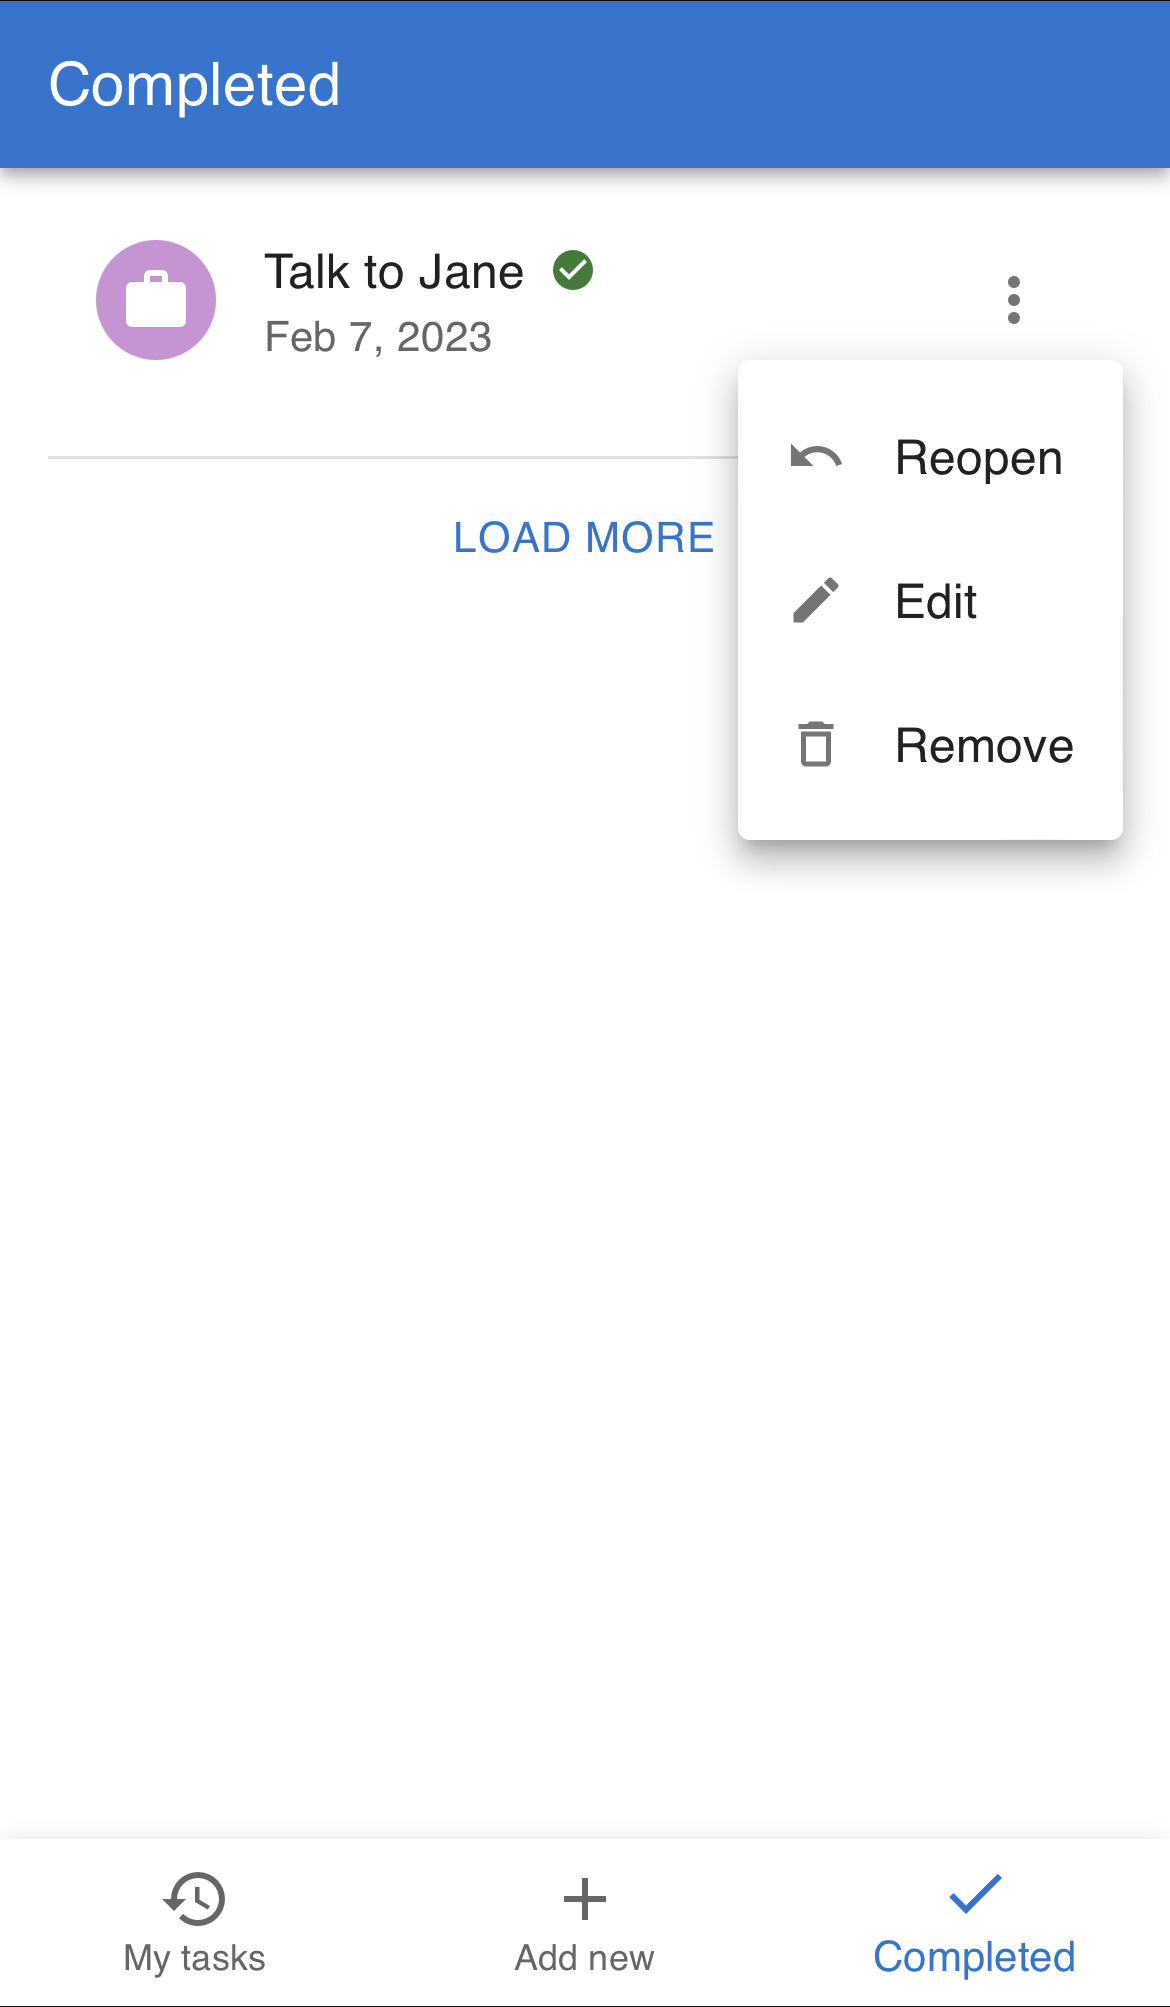 Completed
Talk to Jane
Feb 7, 2023
Reopen
LOAD MORE
Edit
Remove
My tasks
Add new
Completed